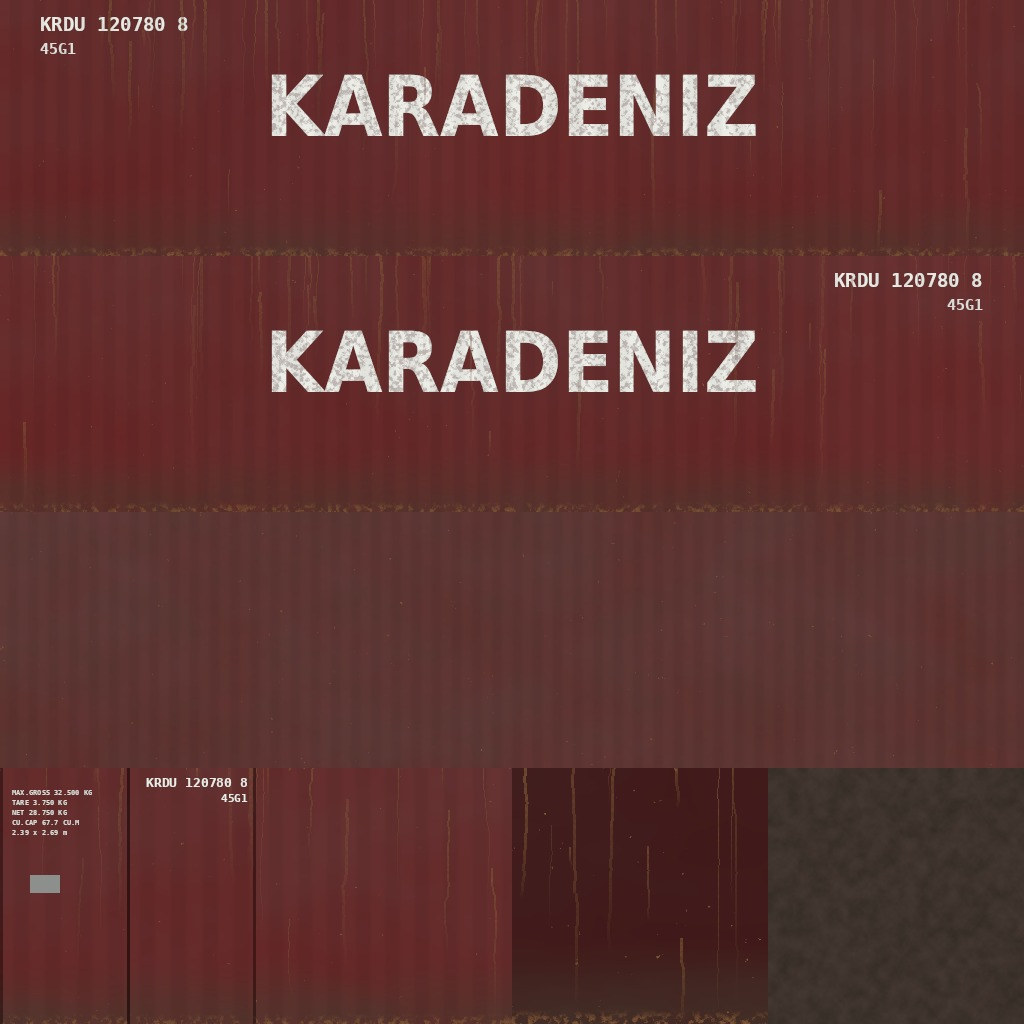 KRDU 120780 8
45G1
KARADENIZ
KRDU 120780 8
45G1
KARADENIZ
MAX.GROSS 32.500 KG
TARE 3.750 KG
NET 28.750 KG
CU.CAP 67.7 CU.M
2.39 x 2.69 m
KRDU 120780 8
45G1